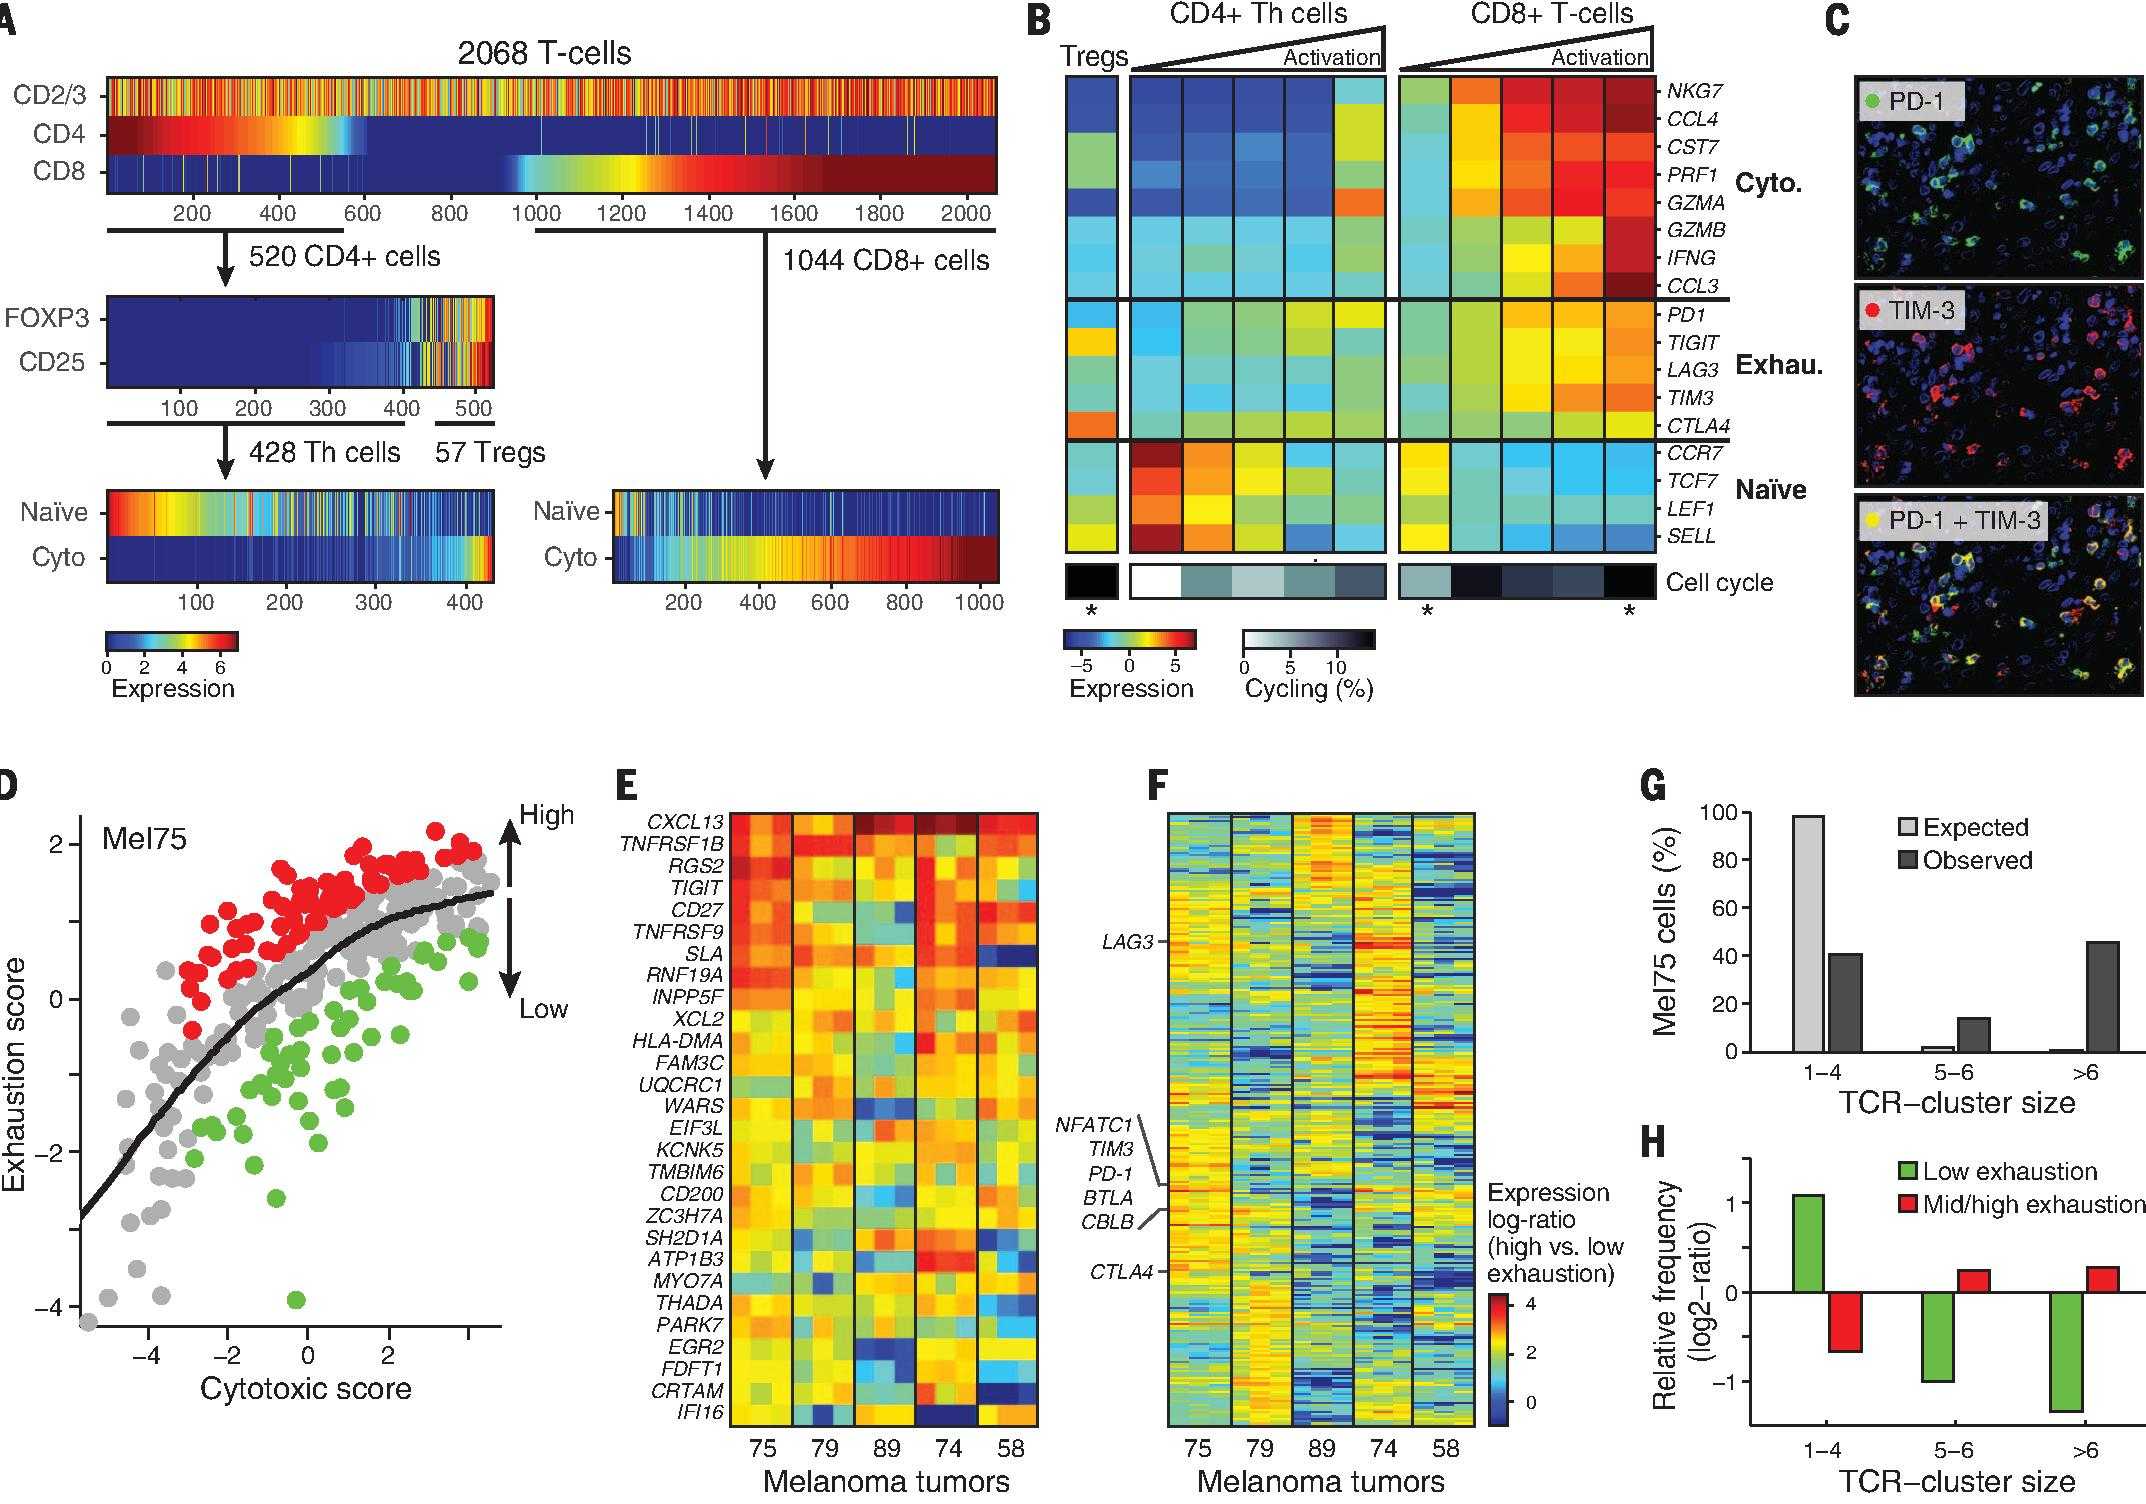 A
2068 T-cells
CD2/3
CD4
CD8
200 400 600 800 1000 1200 1400 1600 1800 2000
520 CD4+ cells
1044 CD8+ cells
FOXP3
CD25
100 200 300 400 500
428 Th cells
57 Tregs
Naïve
Cyto
100 200 300 400
Naïve
Cyto
200 400 600 800 1000
0 2 4 6
Expression
B
CD4+ Th cells
CD8+ T-cells
Tregs
Activation
Activation
NKG7
CCL4
CST7
PRF1
GZMA
GZMB
IFNG
CCL3
Cyto.
PD1
TIGIT
LAG3
TIM3
CTLA4
Exhau.
CCR7
TCF7
LEF1
SELL
Naïve
Cell cycle
* * *
−5 0 5
Expression
0 5 10
Cycling (%)
C
PD-1
TIM-3
PD-1 + TIM-3
D
Mel75
High
Low
2
0
−2
−4
Exhaustion score
−4 −2 0 2
Cytotoxic score
E
CXCL13
TNFRSF1B
RGS2
TIGIT
CD27
TNFRSF9
SLA
RNF19A
INPP5F
XCL2
HLA-DMA
FAM3C
UQCRC1
WARS
EIF3L
KCNK5
TMBIM6
CD200
ZC3H7A
SH2D1A
ATP1B3
MYO7A
THADA
PARK7
EGR2
FDFT1
CRTAM
IFI16
75 79 89 74 58
Melanoma tumors
F
LAG3
NFATC1
TIM3
PD-1
BTLA
CBLB
CTLA4
75 79 89 74 58
Melanoma tumors
Expression
log-ratio
(high vs. low
exhaustion)
4
2
0
G
Mel75 cells (%)
100
80
60
40
20
0
Expected
Observed
1−4 5−6 >6
TCR−cluster size
H
Relative frequency
(log2−ratio)
1
0
−1
Low exhaustion
Mid/high exhaustion
1−4 5−6 >6
TCR−cluster size